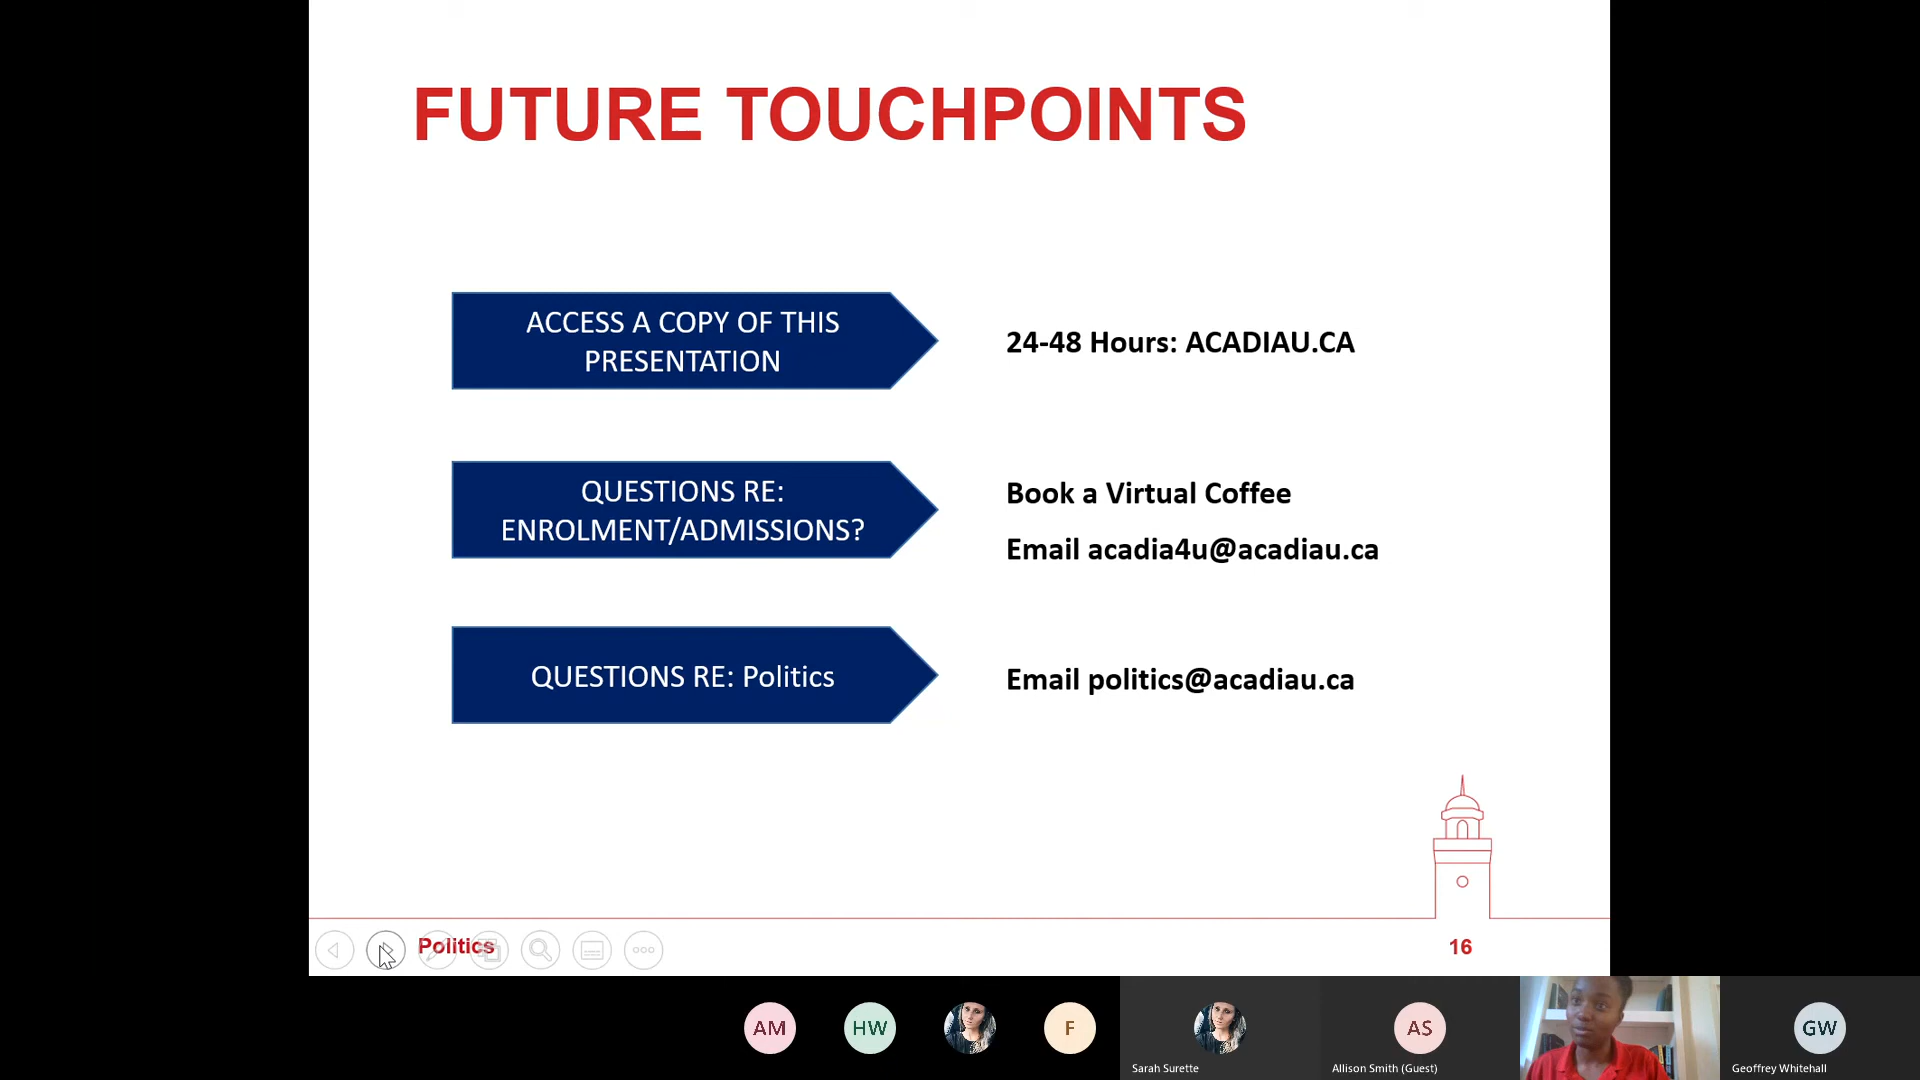 FUTURE TOUCHPOINTS
ACCESS A COPY OF THIS
PRESENTATION
24-48 Hours: ACADIAU.CA
QUESTIONS RE:
ENROLMENT/ADMISSIONS?
Book a Virtual Coffee
Email acadia4u@acadiau.ca
QUESTIONS RE: Politics
Email politics@acadiau.ca
Politics
16
AM
HW
F
AS
GW
Sarah Surette
Allison Smith (Guest)
Geoffrey Whitehall